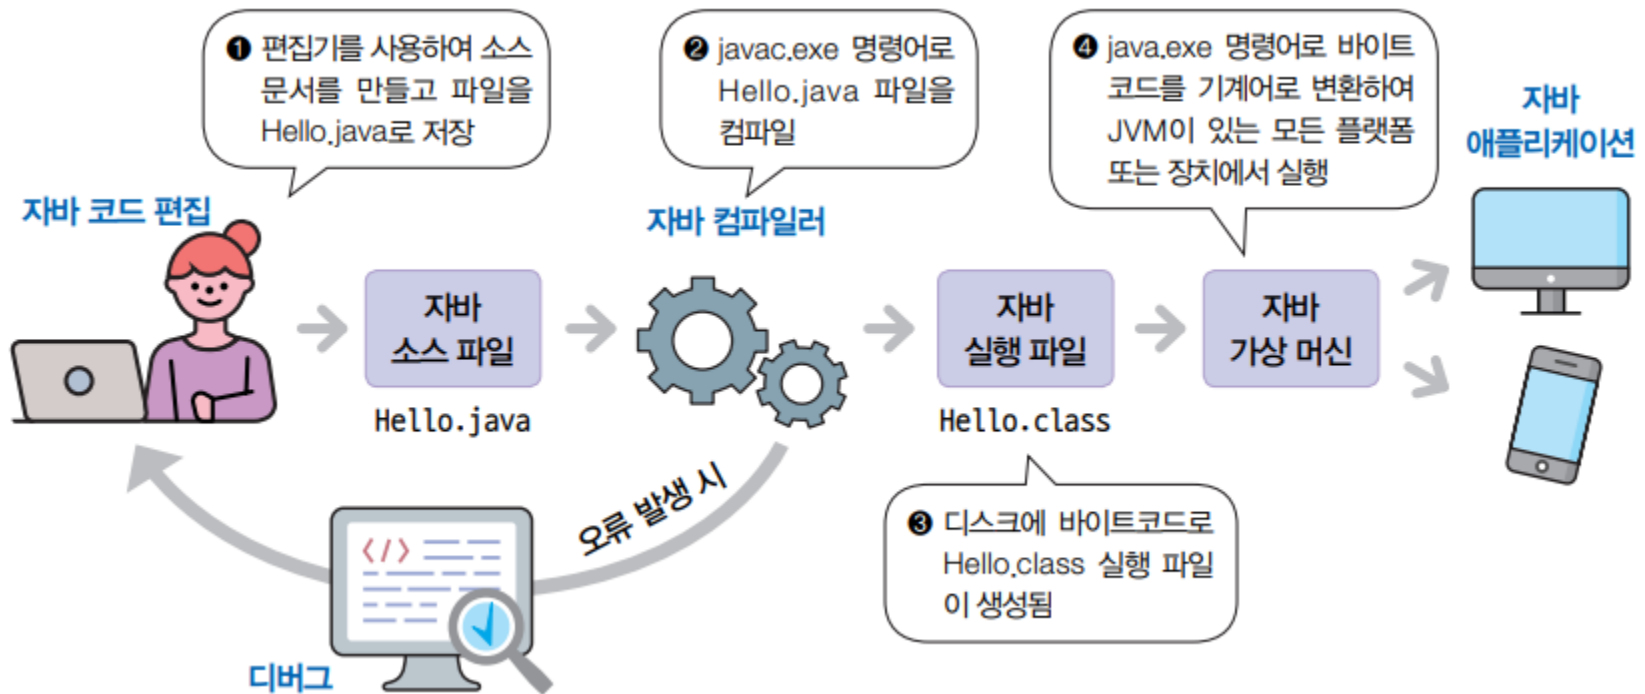 ❶ 편집기를 사용하여 소스
문서를 만들고 파일을
Hello.java로 저장
❷ javac.exe 명령어로
Hello.java 파일을
컴파일
❹ java.exe 명령어로 바이트
코드를 기계어로 변환하여
JVM이 있는 모든 플랫폼
또는 장치에서 실행
자바
애플리케이션
자바 코드 편집
자바 컴파일러
자바
소스 파일
Hello.java
자바
실행 파일
Hello.class
자바
가상 머신
오류 발생 시
❸ 디스크에 바이트코드로
Hello.class 실행 파일
이 생성됨
</>
디버그